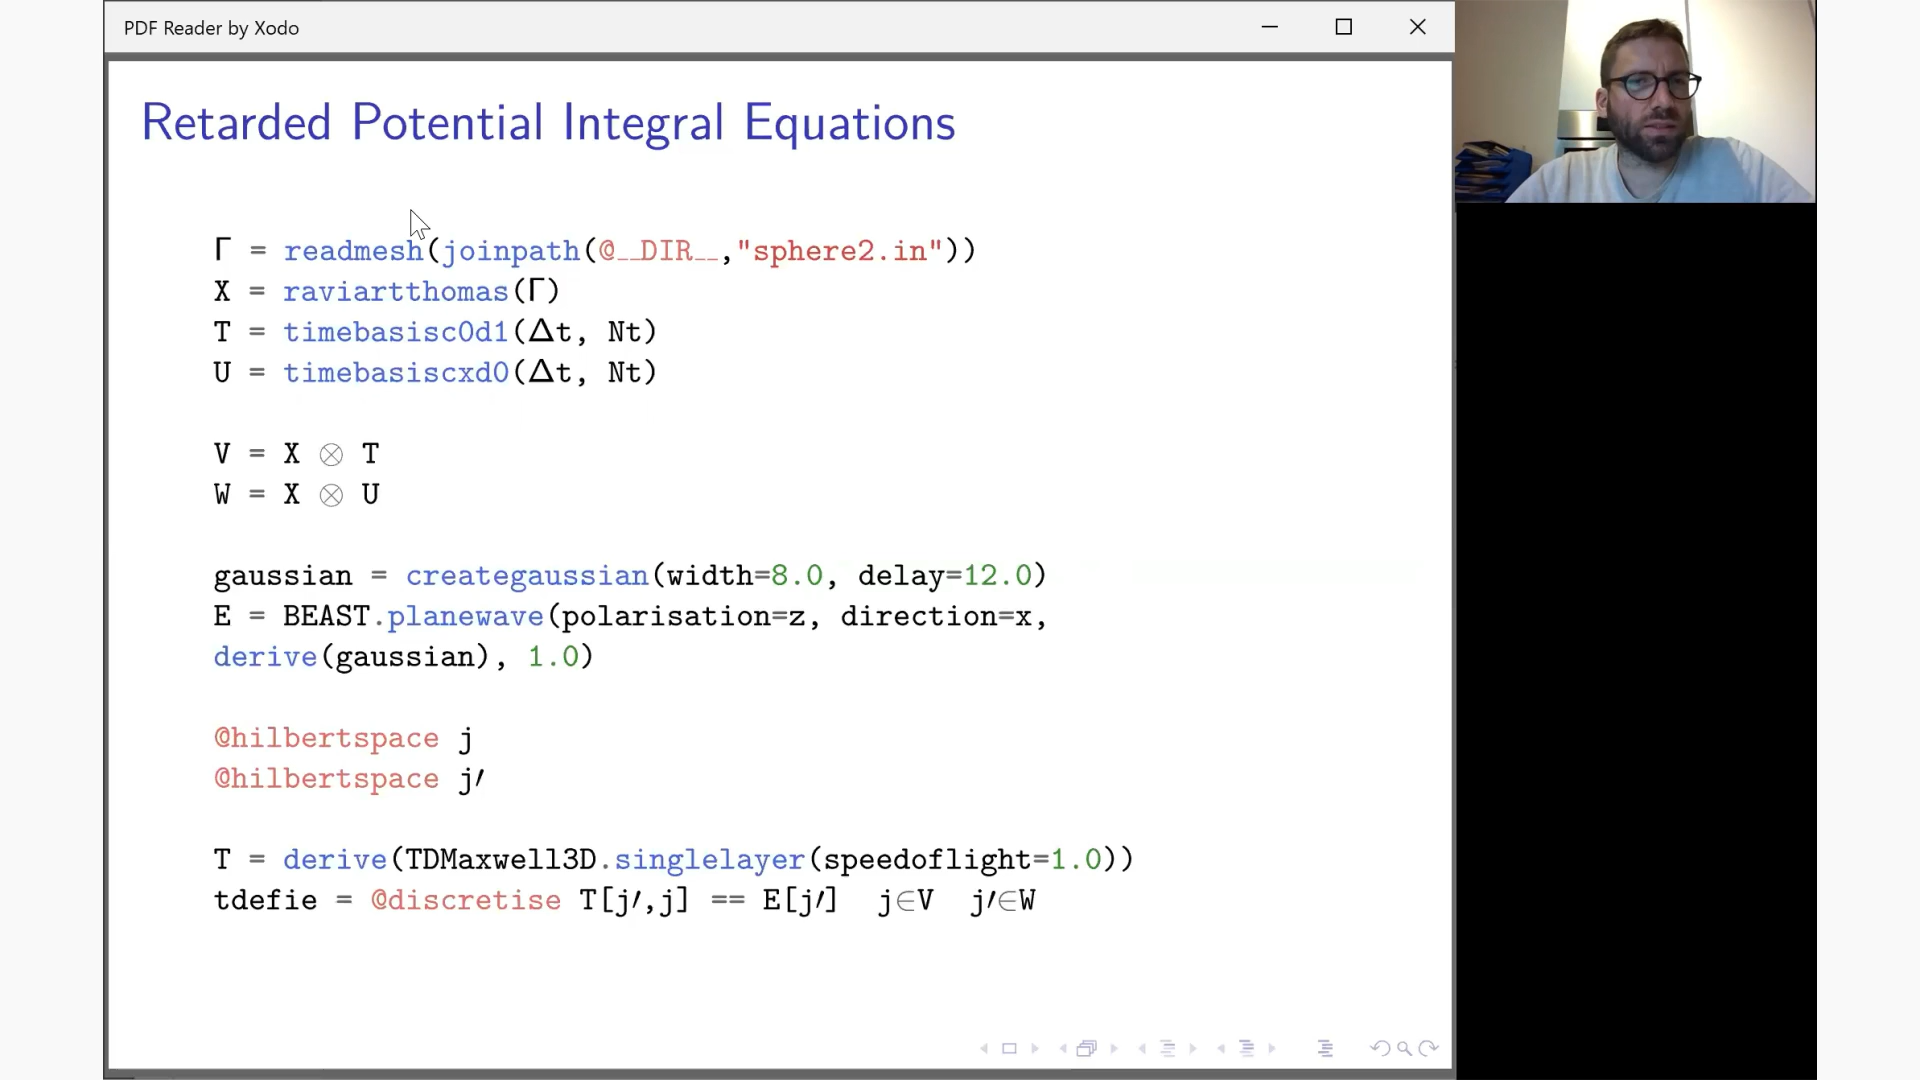 PDF Reader by Xodo
Retarded Potential Integral Equations
Γ = readmesh(joinpath(@__DIR__,"sphere2.in"))
X = raviartthomas(Γ)
T = timebasisc0d1(Δt, Nt)
U = timebasiscxd0(Δt, Nt)
V = X ⊗ T
W = X ⊗ U
gaussian = creategaussian(width=8.0, delay=12.0)
E = BEAST.planewave(polarisation=z, direction=x,
derive(gaussian), 1.0)
@hilbertspace j
@hilbertspace j′
T = derive(TDMaxwell3D.singlelayer(speedoflight=1.0))
tdefie = @discretise T[j′,j] == E[j′]  j∈V  j′∈W